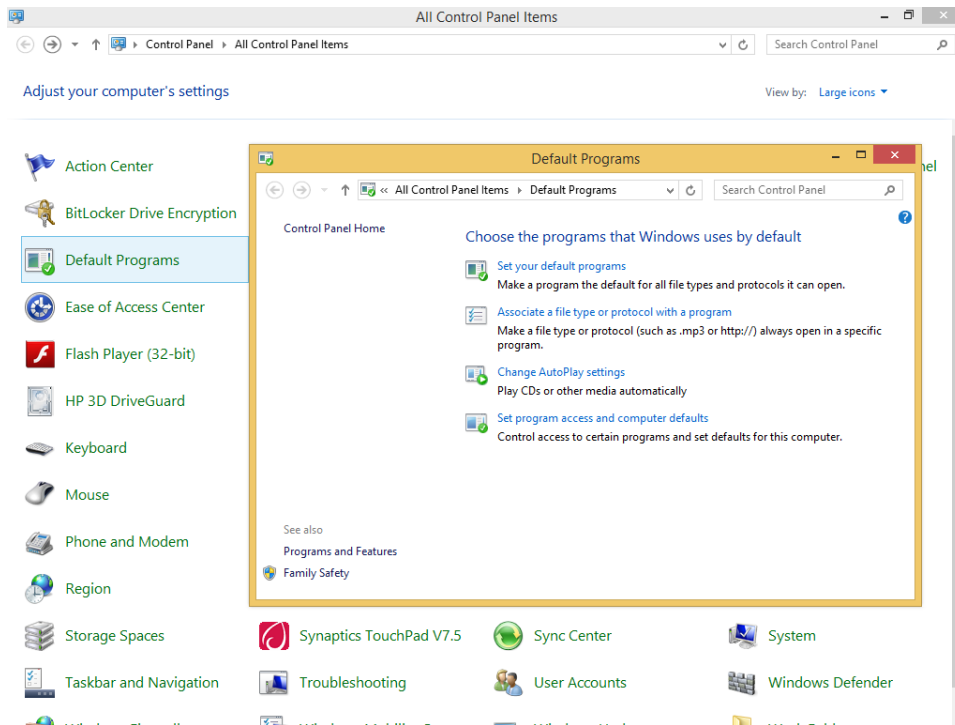 All Control Panel Items
Control Panel All Control Panel Items
Search Control Panel
Adjust your computer's settings
View by: Large icons
Action Center
BitLocker Drive Encryption
Default Programs
Ease of Access Center
Flash Player (32-bit)
HP 3D DriveGuard
Keyboard
Mouse
Phone and Modem
Region
Default Programs
« All Control Panel Items Default Programs
Search Control Panel
Control Panel Home
Choose the programs that Windows uses by default
Set your default programs
Make a program the default for all file types and protocols it can open.
Associate a file type or protocol with a program
Make a file type or protocol (such as .mp3 or http://) always open in a specific
program.
Change AutoPlay settings
Play CDs or other media automatically
Set program access and computer defaults
Control access to certain programs and set defaults for this computer.
See also
Programs and Features
Family Safety
Storage Spaces
Synaptics TouchPad V7.5
Sync Center
System
Taskbar and Navigation
Troubleshooting
User Accounts
Windows Defender